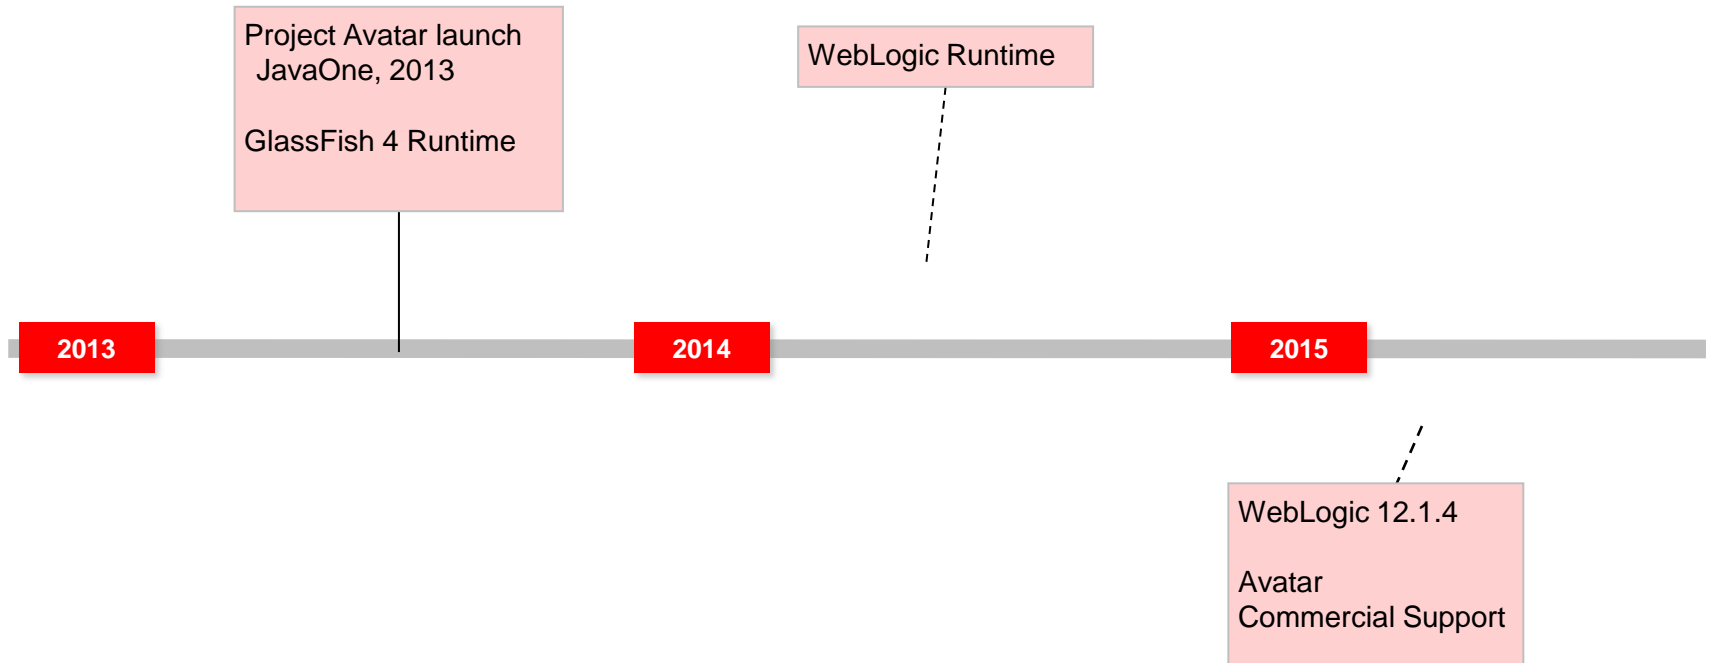 Project Avatar launch
JavaOne, 2013
GlassFish 4 Runtime
WebLogic Runtime
2013
2014
2015
WebLogic 12.1.4
Avatar
Commercial Support